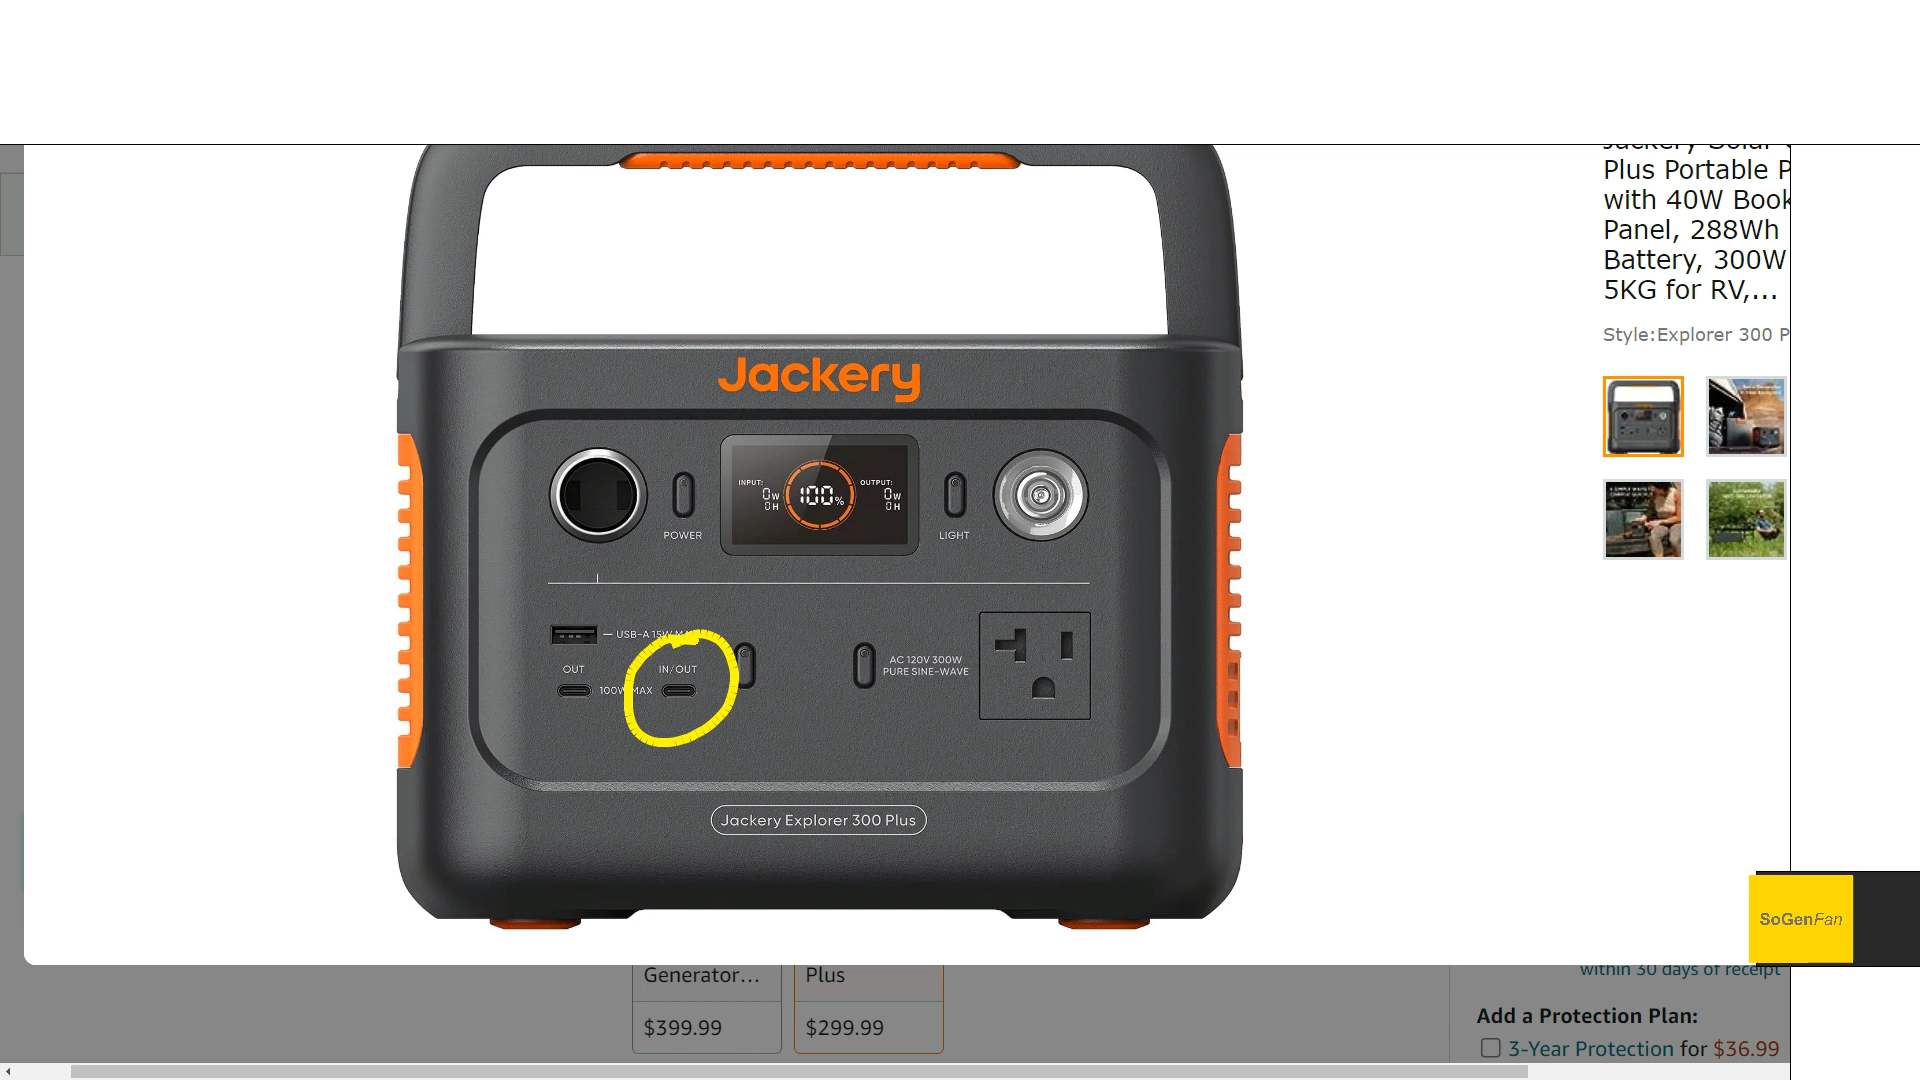 Jackery Solar
Plus Portable P
with 40W Book
Panel, 288Wh
Battery, 300W
5KG for RV,...
Style:Explorer 300 P
Jackery
INPUT:
0W
0H
100%
OUTPUT:
0W
0H
POWER
LIGHT
USB-A 15W MAX
OUT
100W MAX
IN/OUT
AC 120V 300W
PURE SINE-WAVE
Jackery Explorer 300 Plus
SoGenFan
within 30 days of receipt
Generator...
Plus
$399.99
$299.99
Add a Protection Plan:
3-Year Protection for $36.99